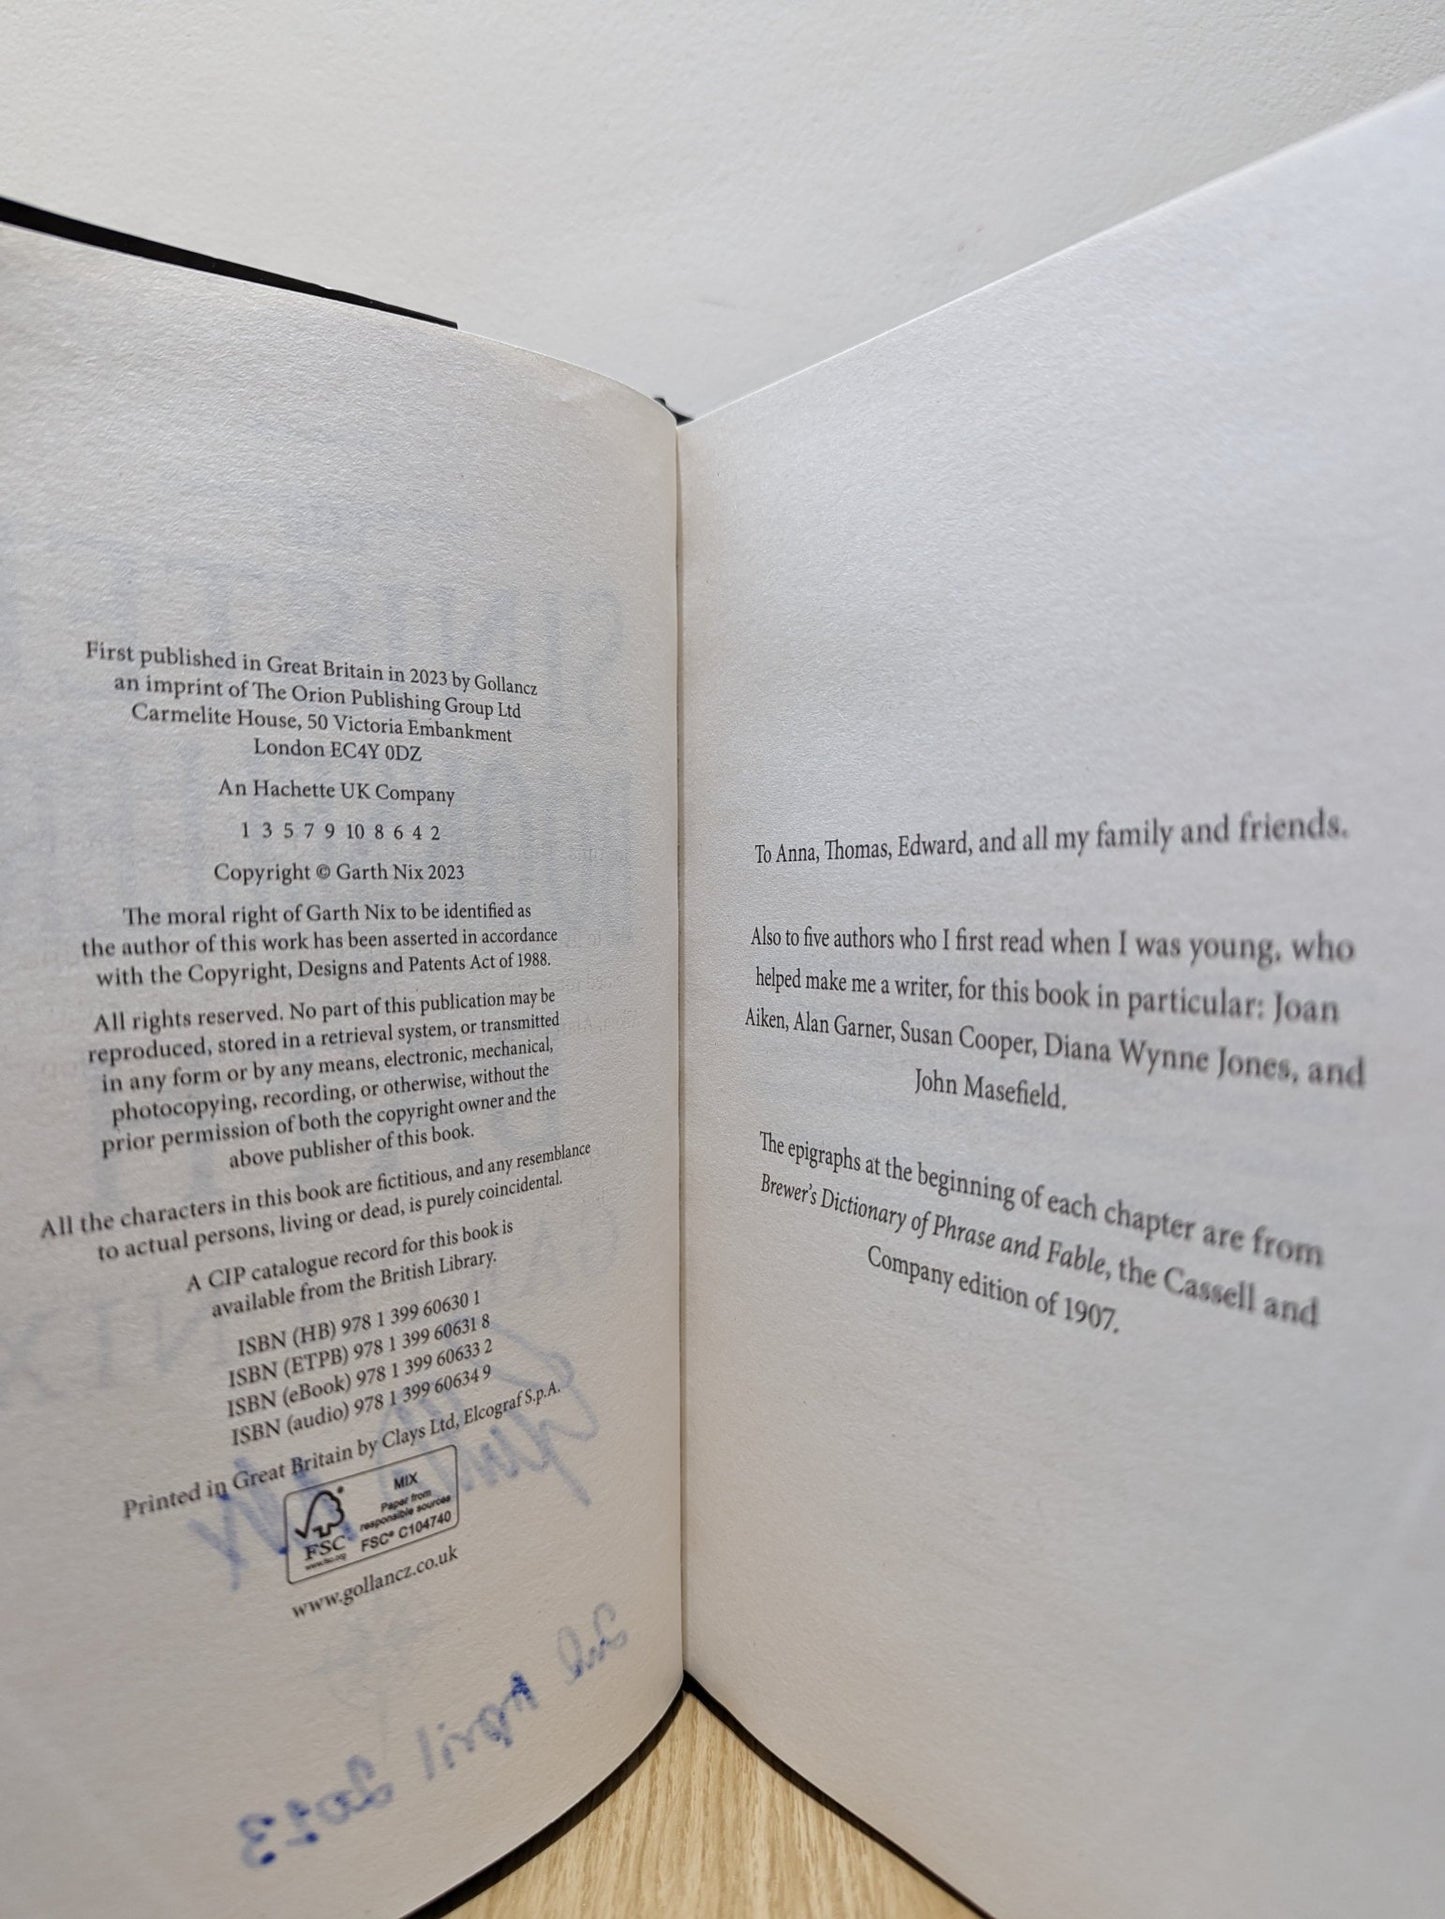 First published in Great Britain in 2023 by Gollancz
an imprint of The Orion Publishing Group Ltd
Carmelite House, 50 Victoria Embankment
London EC4Y 0DZ
An Hachette UK Company
1 3 5 7 9 10 8 6 4 2
Copyright © Garth Nix 2023
The moral right of Garth Nix to be identified as
the author of this work has been asserted in accordance
with the Copyright, Designs and Patents Act of 1988.
All rights reserved. No part of this publication may be
reproduced, stored in a retrieval system, or transmitted
in any form or by any means, electronic, mechanical,
photocopying, recording, or otherwise, without the
prior permission of both the copyright owner and the
above publisher of this book.
All the characters in this book are fictitious, and any resemblance
to actual persons, living or dead, is purely coincidental.
A CIP catalogue record for this book is
available from the British Library.
ISBN (HB) 978 1 399 60630 1
ISBN (ETPB) 978 1 399 60631 8
ISBN (eBook) 978 1 399 60633 2
ISBN (audio) 978 1 399 60634 9
Printed in Great Britain by Clays Ltd, Elcograf S.p.A.
FSC
www.fsc.org
MIX
Paper from
responsible sources
FSC® C104740
www.gollancz.co.uk
April 2023
To Anna, Thomas, Edward, and all my family and friends.
Also to five authors who I first read when I was young, who
helped make me a writer, for this book in particular: Joan
Aiken, Alan Garner, Susan Cooper, Diana Wynne Jones, and
John Masefield.
The epigraphs at the beginning of each chapter are from
Brewer's Dictionary of Phrase and Fable, the Cassell and
Company edition of 1907.